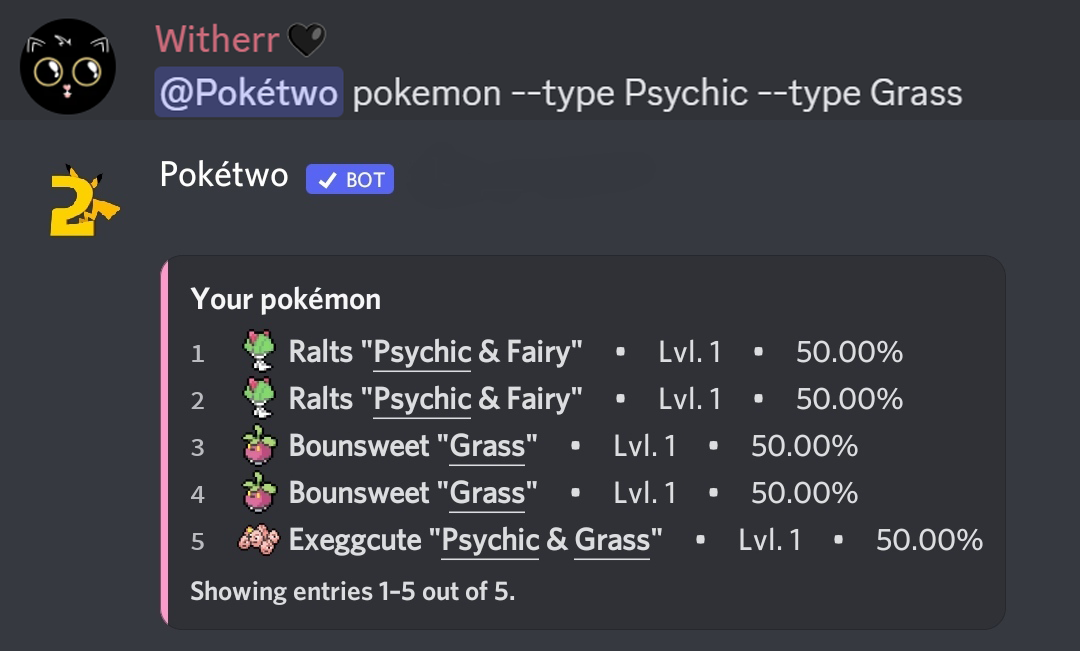 Witherr🖤
@Pokétwo pokemon --type Psychic --type Grass
Pokétwo ✓ BOT
Your pokémon
1 Ralts "Psychic & Fairy" • Lvl. 1 • 50.00%
2 Ralts "Psychic & Fairy" • Lvl. 1 • 50.00%
3 Bounsweet "Grass" • Lvl. 1 • 50.00%
4 Bounsweet "Grass" • Lvl. 1 • 50.00%
5 Exeggcute "Psychic & Grass" • Lvl. 1 • 50.00%
Showing entries 1–5 out of 5.